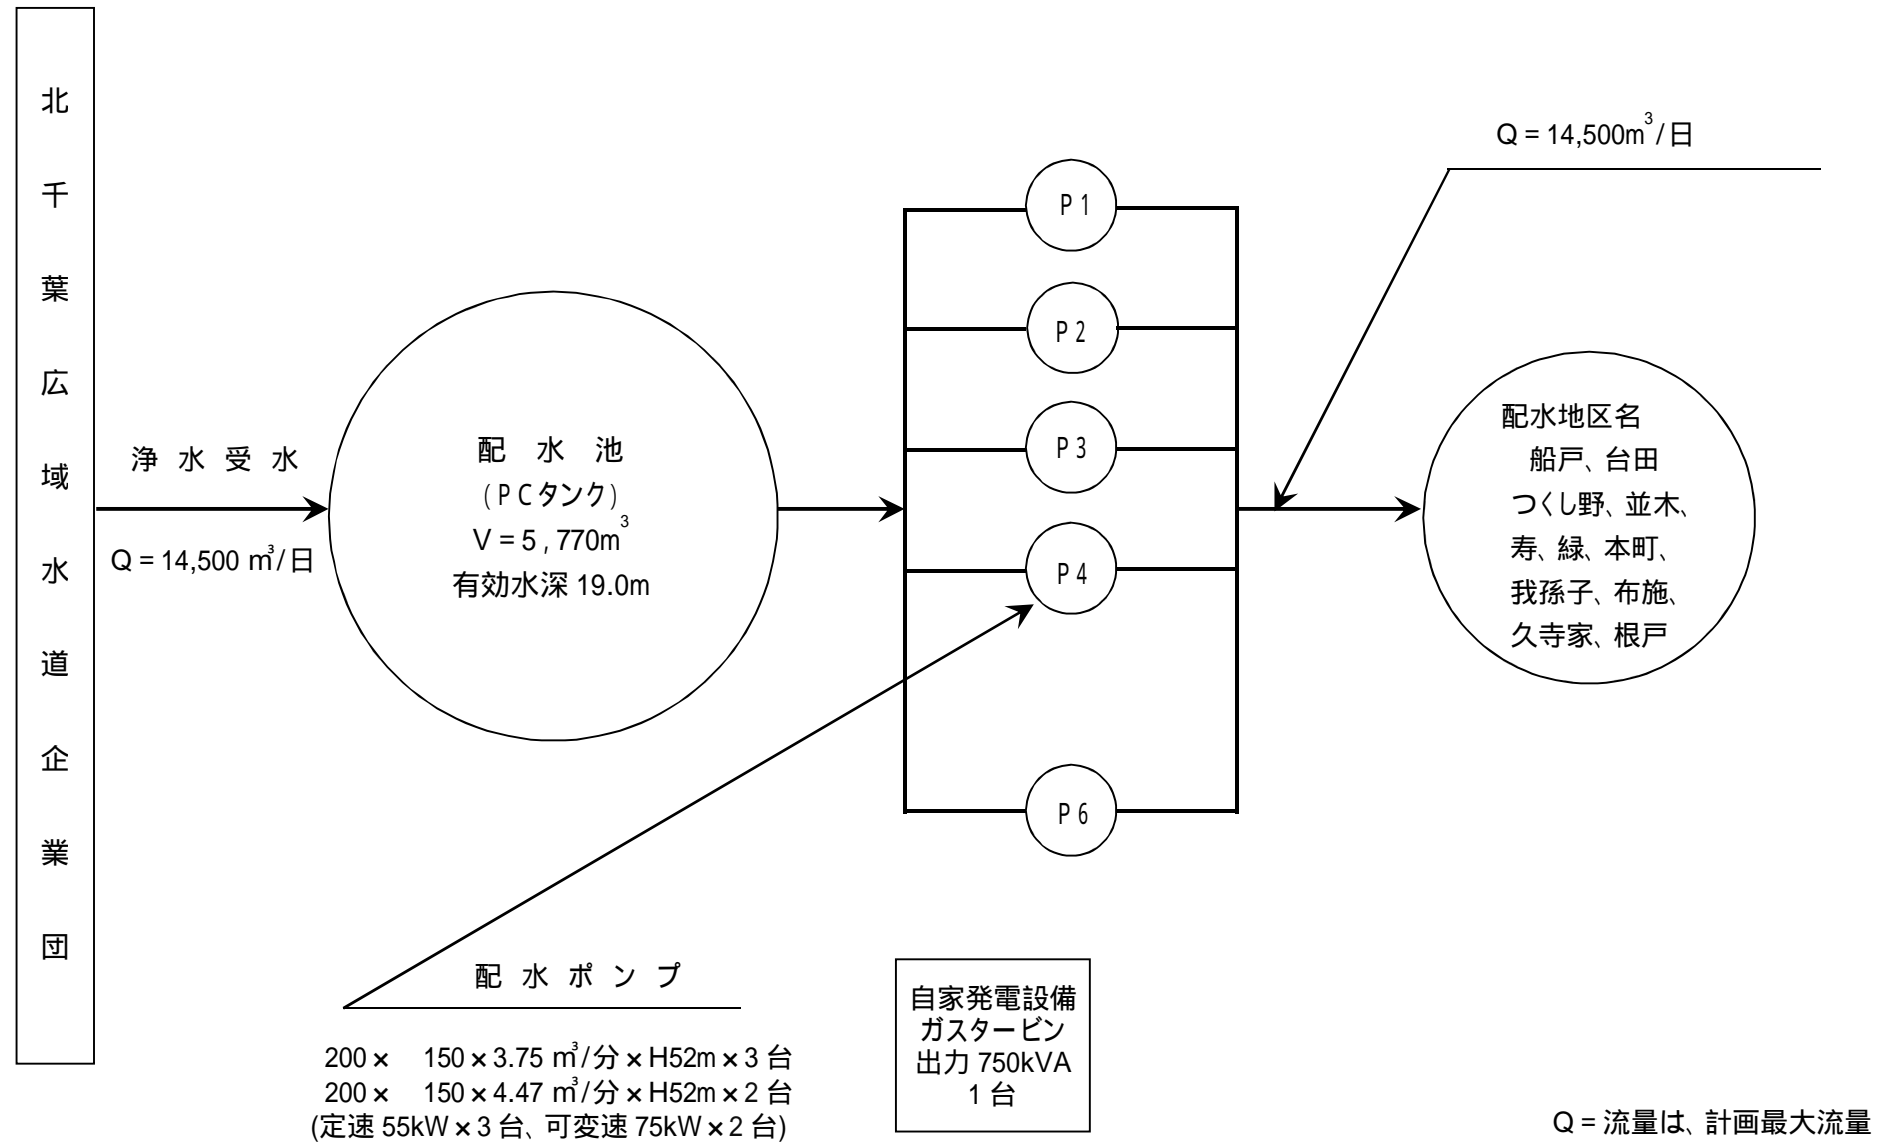 北千葉広域水道企業団
浄水受水
Q = 14,500 ㎥/日
配水池
(PCタンク)
V = 5,770m³
有効水深 19.0m
P1
P2
P3
P4
P6
Q = 14,500m³/日
配水地区名
船戸、台田
つくし野、並木、
寿、緑、本町、
我孫子、布施、
久寺家、根戸
配水ポンプ
200× 150×3.75 ㎥/分×H52m×3台
200× 150×4.47 ㎥/分×H52m×2台
(定速 55kW×3台、可変速 75kW×2台)
自家発電設備
ガスタービン
出力 750kVA
1台
Q = 流量は、計画最大流量